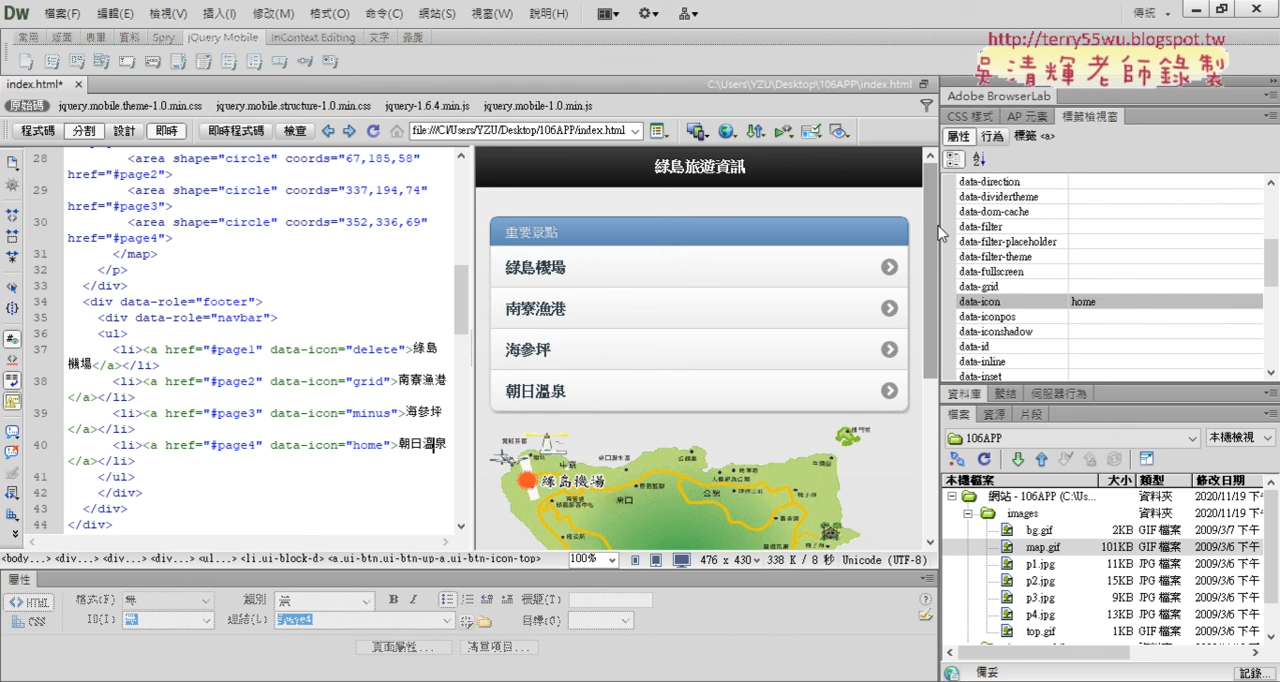 Dw 檔案(F) 編輯(E) 檢視(V) 插入(I) 修改(M) 格式(O) 命令(C) 網站(S) 視窗(W) 說明(H) 傳統
常用 版面 表單 資料 Spry jQuery Mobile InContext Editing 文字
http://terry55wu.blogspot.tw
吳清輝老師錄製
index.html* C:\Users\YZU\Desktop\106APP\index.html
原始碼 jquery.mobile.theme-1.0.min.css jquery.mobile.structure-1.0.min.css jquery-1.6.4.min.js jquery.mobile-1.0.min.js
程式碼 分割 設計 即時 即時程式碼 檢查 file:///C|/Users/YZU/Desktop/106APP/index.html
28 <area shape="circle" coords="67,185,58"
href="#page2">
29 <area shape="circle" coords="337,194,74"
href="#page3">
30 <area shape="circle" coords="352,336,69"
href="#page4">
31 </map>
32 </p>
33 </div>
34 <div data-role="footer">
35 <div data-role="navbar">
36 <ul>
37 <li><a href="#page1" data-icon="delete">綠島
機場</a></li>
38 <li><a href="#page2" data-icon="grid">南寮漁港
</a></li>
39 <li><a href="#page3" data-icon="minus">海參坪
</a></li>
40 <li><a href="#page4" data-icon="home">朝日溫泉
</a></li>
41 </ul>
42 </div>
43 </div>
44 </div>
綠島旅遊資訊
重要景點
綠島機場
南寮漁港
海參坪
朝日溫泉
綠島機場
<body...> <div...> <div...> <div...> <ul...> <li.ui-block-d> <a.ui-btn.ui-btn-up-a.ui-btn-icon-top> 100% 476 x 430 338 K / 8 秒 Unicode (UTF-8)
屬性
<> HTML 格式(F) 無 類別 無 B I 標題(T)
CSS ID(I) 無 連結(L) #page4 目標(G)
頁面屬性... 清單項目...
Adobe BrowserLab
CSS 樣式 AP 元素 標籤檢視窗
屬性 行為 標籤 <a>
data-direction
data-dividertheme
data-dom-cache
data-filter
data-filter-placeholder
data-filter-theme
data-fullscreen
data-grid
data-icon home
data-iconpos
data-iconshadow
data-id
data-inline
data-inset
資料庫 繫結 伺服器行為
檔案 資源 片段
106APP 本機檢視
本機檔案 大小 類型 修改日期
網站 - 106APP (C:\Us... 資料夾 2020/11/19 下午
images 資料夾 2020/11/19 下午
bg.gif 2KB GIF 檔案 2009/3/7 下午
map.gif 101KB GIF 檔案 2009/3/6 下午
p1.jpg 11KB JPG 檔案 2009/3/6 下午
p2.jpg 15KB JPG 檔案 2009/3/6 下午
p3.jpg 9KB JPG 檔案 2009/3/6 下午
p4.jpg 13KB JPG 檔案 2009/3/6 下午
top.gif 1KB GIF 檔案 2009/3/6 下午
備妥 記錄...